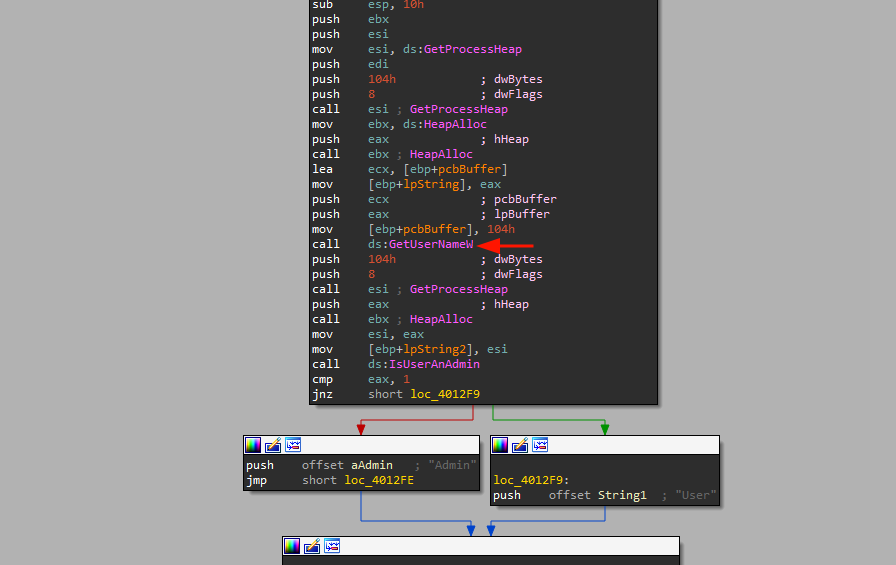 sub esp, 10h
push ebx
push esi
mov esi, ds:GetProcessHeap
push edi
push 104h ; dwBytes
push 8 ; dwFlags
call esi ; GetProcessHeap
mov ebx, ds:HeapAlloc
push eax ; hHeap
call ebx ; HeapAlloc
lea ecx, [ebp+pcbBuffer]
mov [ebp+lpString], eax
push ecx ; pcbBuffer
push eax ; lpBuffer
mov [ebp+pcbBuffer], 104h
call ds:GetUserNameW
push 104h ; dwBytes
push 8 ; dwFlags
call esi ; GetProcessHeap
push eax ; hHeap
call ebx ; HeapAlloc
mov esi, eax
mov [ebp+lpString2], esi
call ds:IsUserAnAdmin
cmp eax, 1
jnz short loc_4012F9
push offset aAdmin ; "Admin"
jmp short loc_4012FE
loc_4012F9:
push offset String1 ; "User"